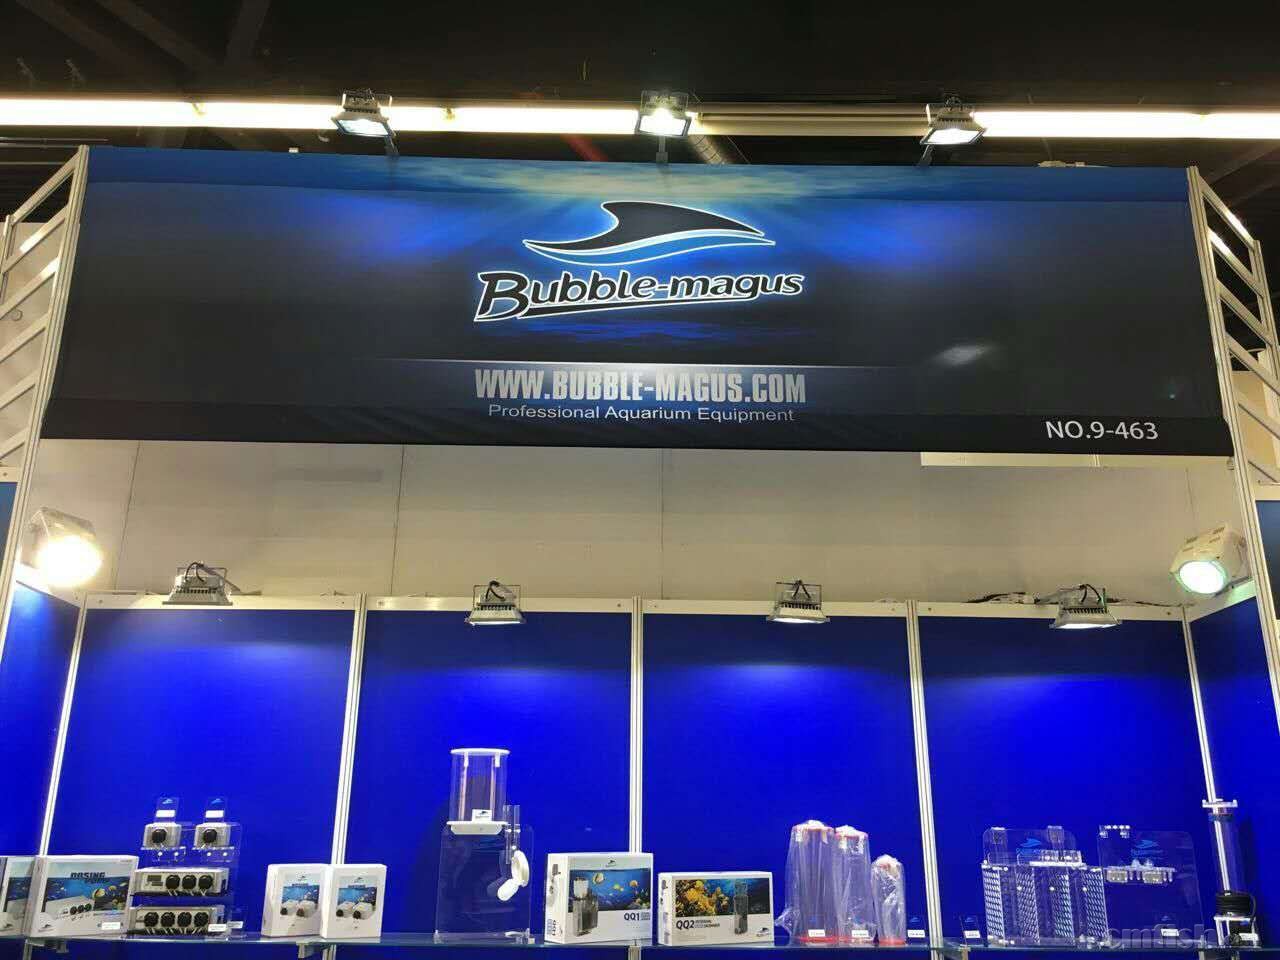 Bubble-magus
WWW.BUBBLE-MAGUS.COM
Professional Aquarium Equipment
NO.9-463
DOSING
QQ1
QQ2